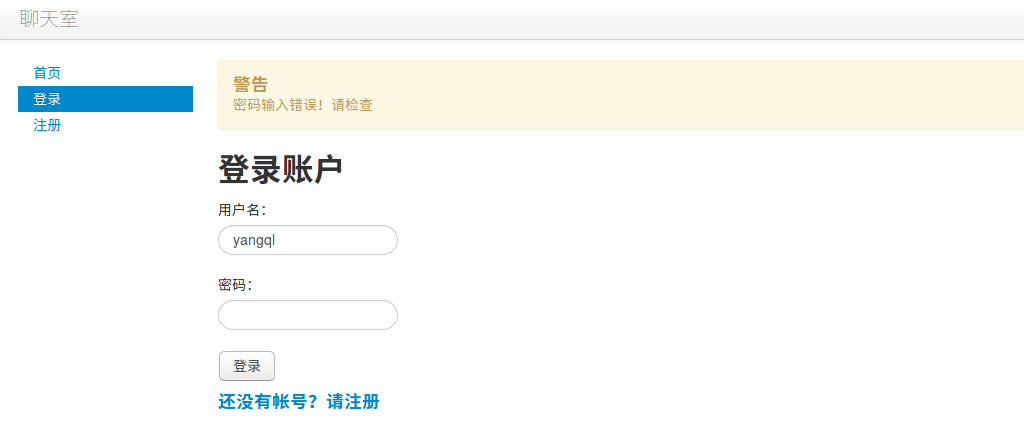 聊天室
首页
登录
注册
警告
密码输入错误！请检查
登录账户
用户名：
yangql
密码：
登录
还没有帐号？请注册